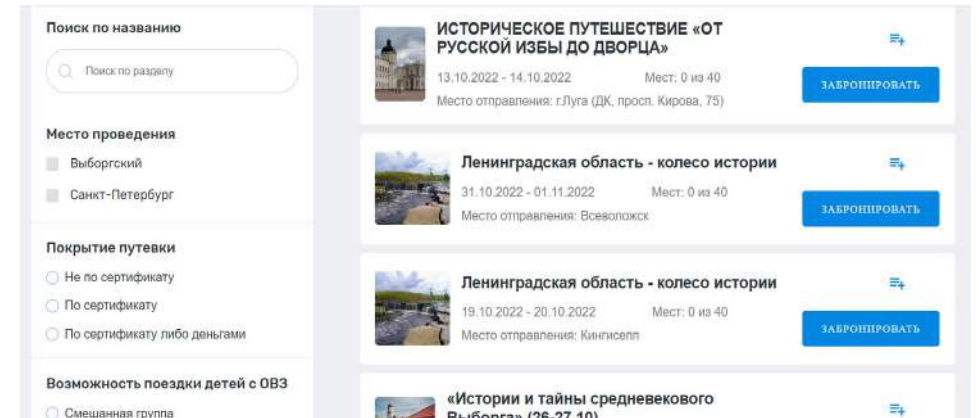 Поиск по названию
Поиск по разделу
Место проведения
Выборгский
Санкт-Петербург
Покрытие путевки
Не по сертификату
По сертификату
По сертификату либо деньгами
Возможность поездки детей с ОВЗ
Смешанная группа
ИСТОРИЧЕСКОЕ ПУТЕШЕСТВИЕ «ОТ
РУССКОЙ ИЗБЫ ДО ДВОРЦА»
13.10.2022 - 14.10.2022 Мест: 0 из 40
Место отправления: г.Луга (ДК, просп. Кирова, 75)
ЗАБРОНИРОВАТЬ
Ленинградская область - колесо истории
31.10.2022 - 01.11.2022 Мест: 0 из 40
Место отправления: Всеволожск
ЗАБРОНИРОВАТЬ
Ленинградская область - колесо истории
19.10.2022 - 20.10.2022 Мест: 0 из 40
Место отправления: Кингисепп
ЗАБРОНИРОВАТЬ
«Истории и тайны средневекового
Выборга» (26-27.10)